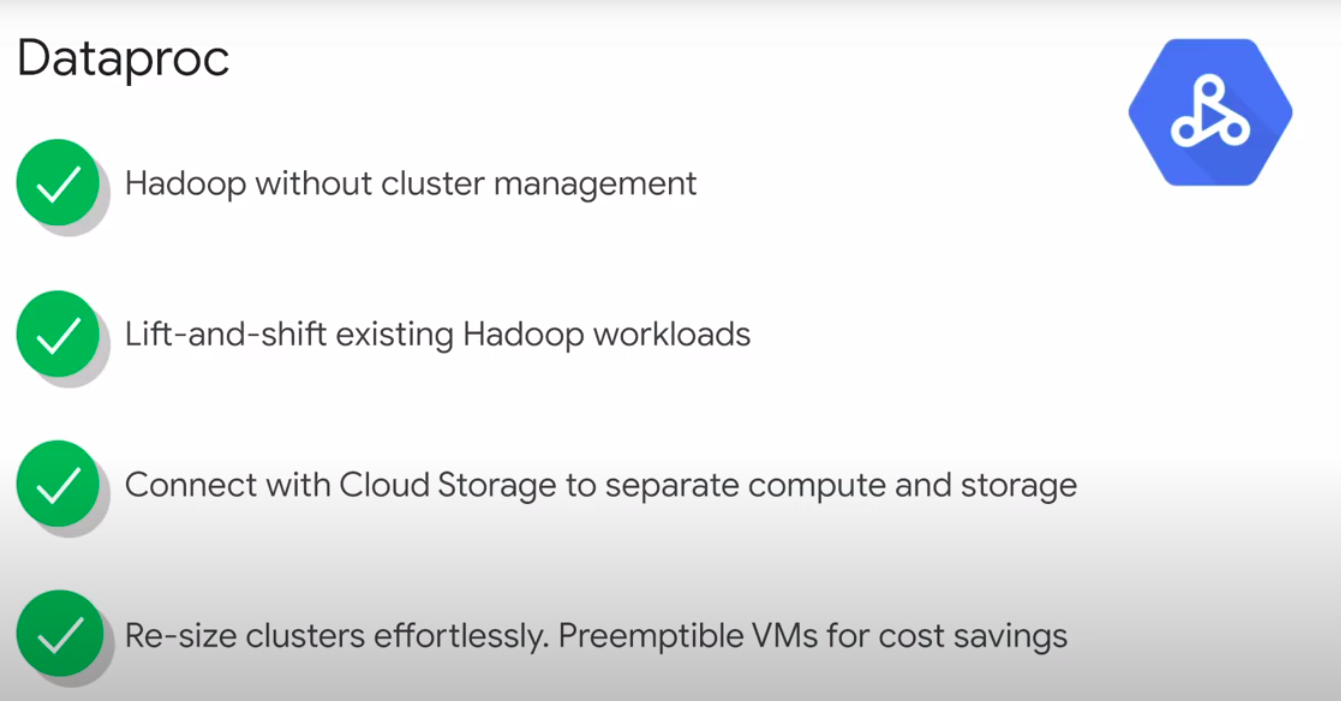 Dataproc
Hadoop without cluster management
Lift-and-shift existing Hadoop workloads
Connect with Cloud Storage to separate compute and storage
Re-size clusters effortlessly. Preemptible VMs for cost savings